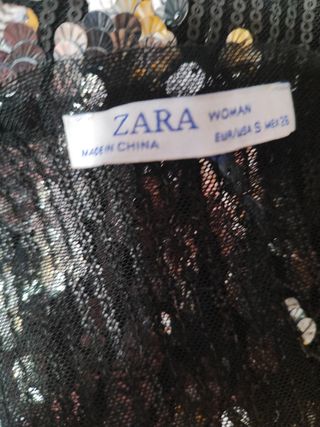 ZARA WOMAN
MADE IN CHINA EUR/USA S MEX 26